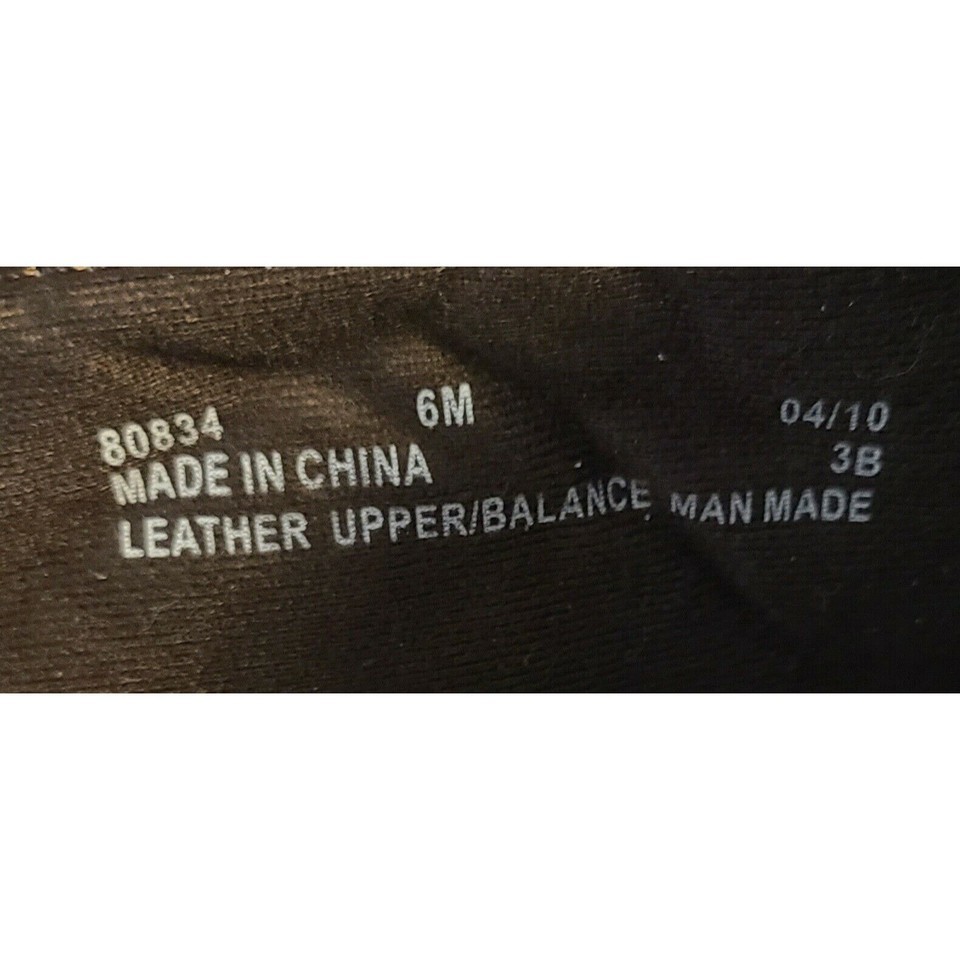 80834 6M 04/10
MADE IN CHINA 3B
LEATHER UPPER/BALANCE MAN MADE